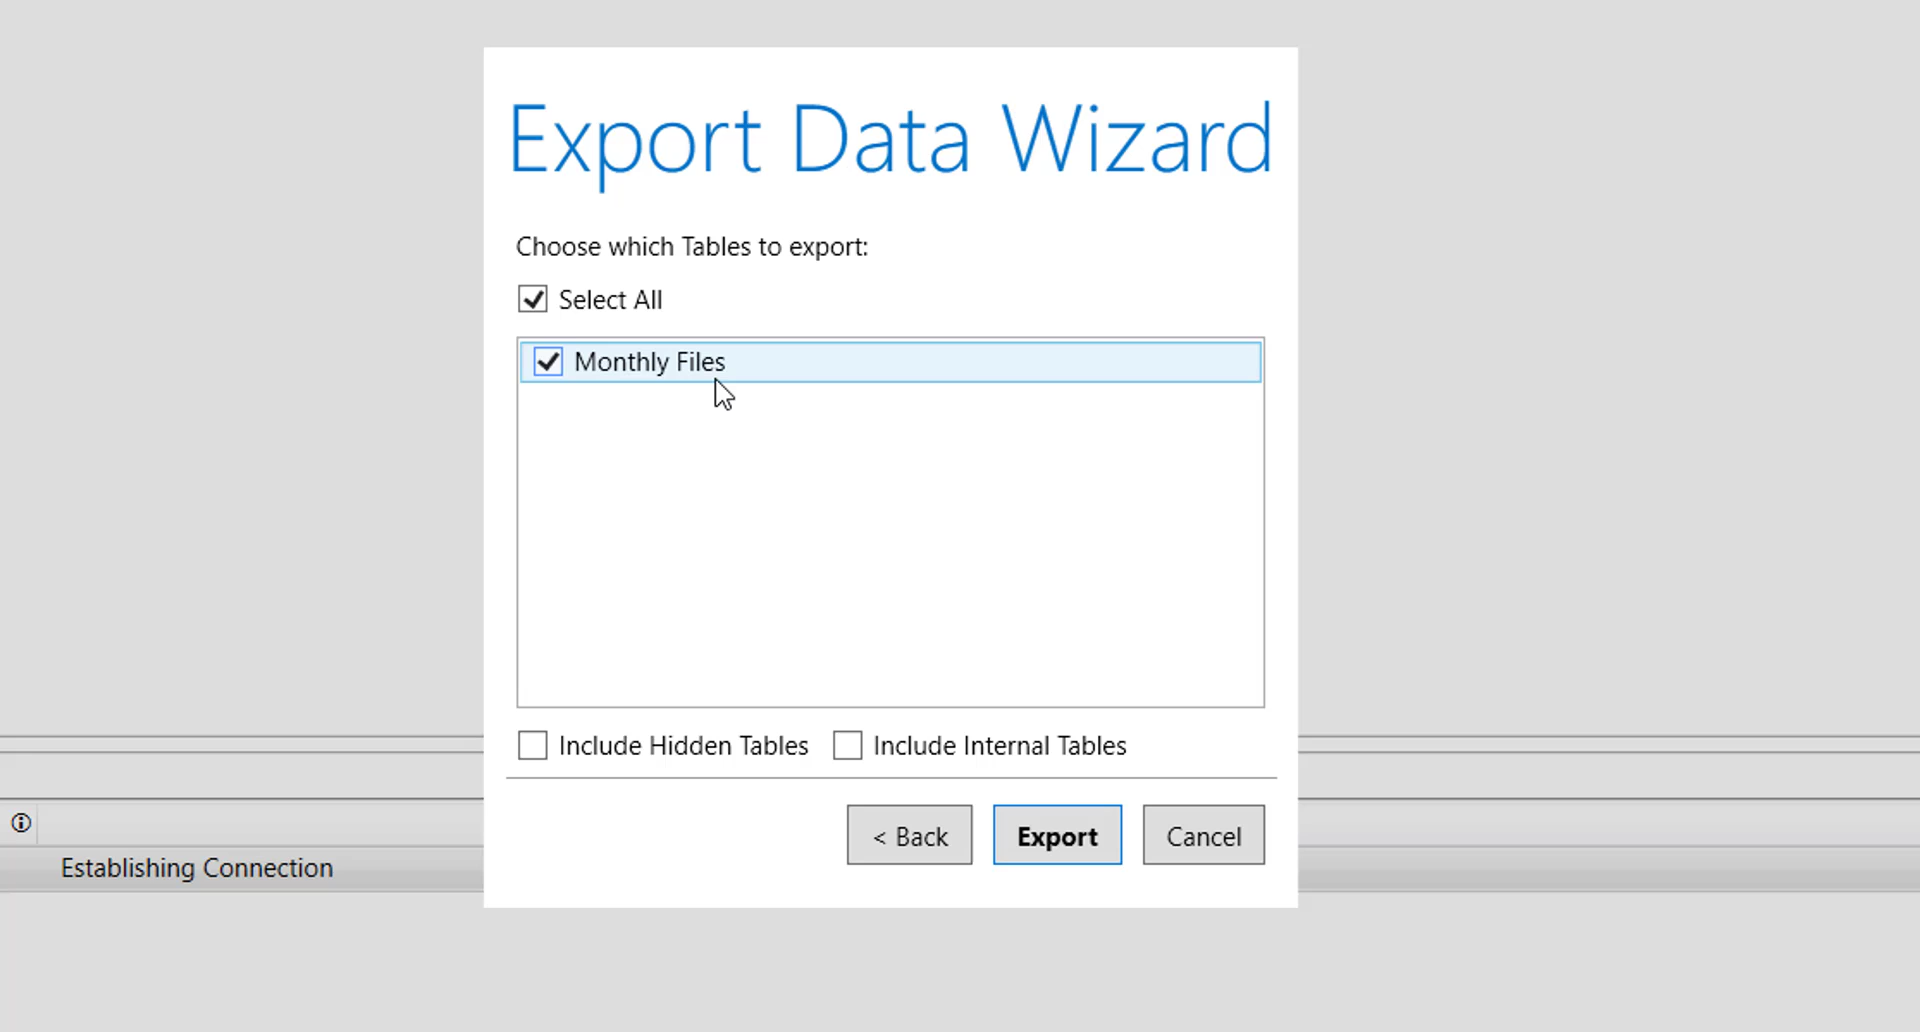 Export Data Wizard
Choose which Tables to export:
Select All
Monthly Files
Include Hidden Tables Include Internal Tables
< Back Export Cancel
Establishing Connection